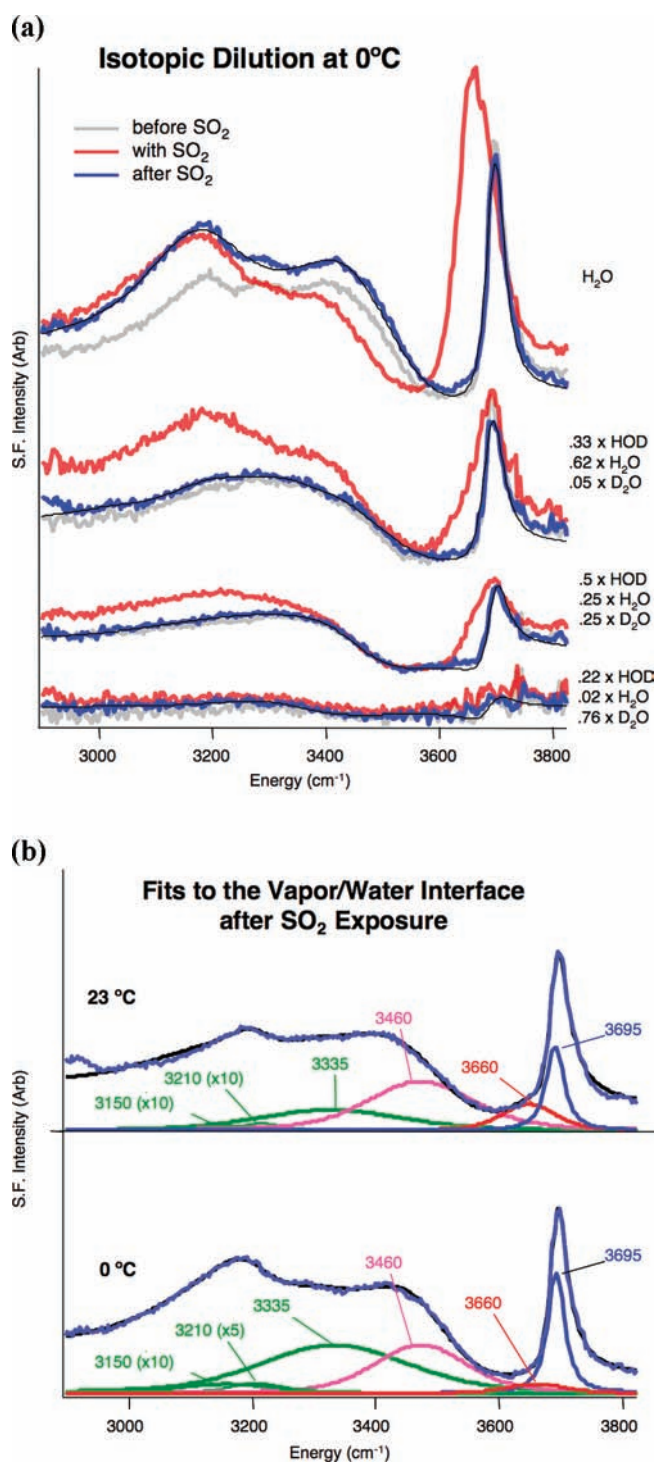 (a)
Isotopic Dilution at 0ºC
before SO₂
with SO₂
after SO₂
H₂O
.33 x HOD
.62 x H₂O
.05 x D₂O
.5 x HOD
.25 x H₂O
.25 x D₂O
.22 x HOD
.02 x H₂O
.76 x D₂O
S.F. Intensity (Arb)
3000 3200 3400 3600 3800
Energy (cm⁻¹)
(b)
Fits to the Vapor/Water Interface
after SO₂ Exposure
23 ºC
3460
3695
3335
3660
3210 (x10)
3150 (x10)
S.F. Intensity (Arb)
0 ºC
3460
3695
3335
3660
3210 (x5)
3150 (x10)
3000 3200 3400 3600 3800
Energy (cm⁻¹)